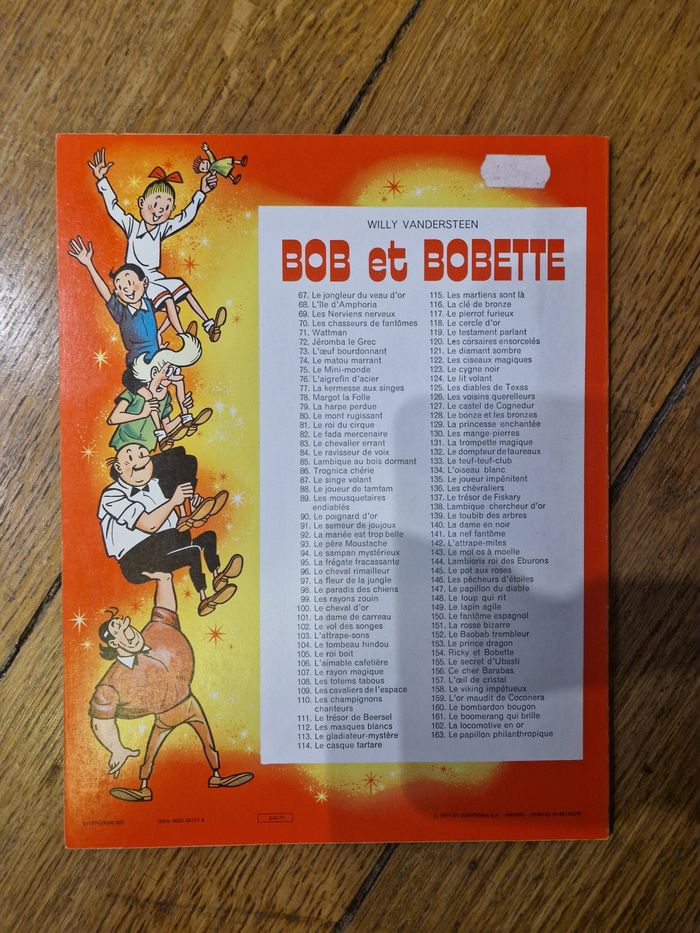 WILLY VANDERSTEEN
BOB et BOBETTE
67. Le jongleur du veau d'or
68. L'île d'Amphoria
69. Les Nerviens nerveux
70. Les chasseurs de fantômes
71. Wattman
72. Jéromba le Grec
73. L'œuf bourdonnant
74. Le matou marrant
75. Le Mini-monde
76. L'aigrefin d'acier
77. La kermesse aux singes
78. Margot la Folle
79. La harpe perdue
80. Le mont rugissant
81. Le roi du cirque
82. Le fada mercenaire
83. Le chevalier errant
84. Le ravisseur de voix
85. Lambique au bois dormant
86. Trognica chérie
87. Le singe volant
88. Le joueur de tamtam
89. Les mousquetaires
endiablés
90. Le poignard d'or
91. Le semeur de joujoux
92. La mariée est trop belle
93. Le père Moustache
94. Le sampan mystérieux
95. La frégate fracassante
96. Le cheval rimailleur
97. La fleur de la jungle
98. Le paradis des chiens
99. Les rayons zouin
100. Le cheval d'or
101. La dame de carreau
102. Le vol des songes
103. L'attrape-sons
104. Le tombeau hindou
105. Le roi boit
106. L'aimable cafetière
107. Le rayon magique
108. Les totems tabous
109. Les cavaliers de l'espace
110. Les champignons
chanteurs
111. Le trésor de Beersel
112. Les masques blancs
113. Le gladiateur-mystère
114. Le casque tartare
115. Les martiens sont là
116. La clé de bronze
117. Le pierrot furieux
118. Le cercle d'or
119. Le testament parlant
120. Les corsaires ensorcelés
121. Le diamant sombre
122. Les ciseaux magiques
123. Le cygne noir
124. Le lit volant
125. Les diables de Texas
126. Les voisins querelleurs
127. Le castel de Cognedur
128. Le bonze et les bronzes
129. La princesse enchantée
130. Les mange-pierres
131. La trompette magique
132. Le dompteur de taureaux
133. Le teuf-teuf-club
134. L'oiseau blanc
135. Le joueur impénitent
136. Les chèvraliers
137. Le trésor de Fiskary
138. Lambique chercheur d'or
139. Le toubib des arbres
140. La dame en noir
141. La nef fantôme
142. L'attrape-mites
143. Le mol os à moelle
144. Lambiorix roi des Eburons
145. Le pot aux roses
146. Les pêcheurs d'étoiles
147. Le papillon du diable
148. Le loup qui rit
149. Le lapin agile
150. Le fantôme espagnol
151. La rosse bizarre
152. Le Baobab trembleur
153. Le prince dragon
154. Ricky et Bobette
155. Le secret d'Ubasti
156. Ce cher Barabas
157. L'œil de cristal
158. Le viking impétueux
159. L'or maudit de Coconera
160. Le bombardon bougon
161. Le boomerang qui brille
162. La locomotive en or
163. Le papillon philanthropique